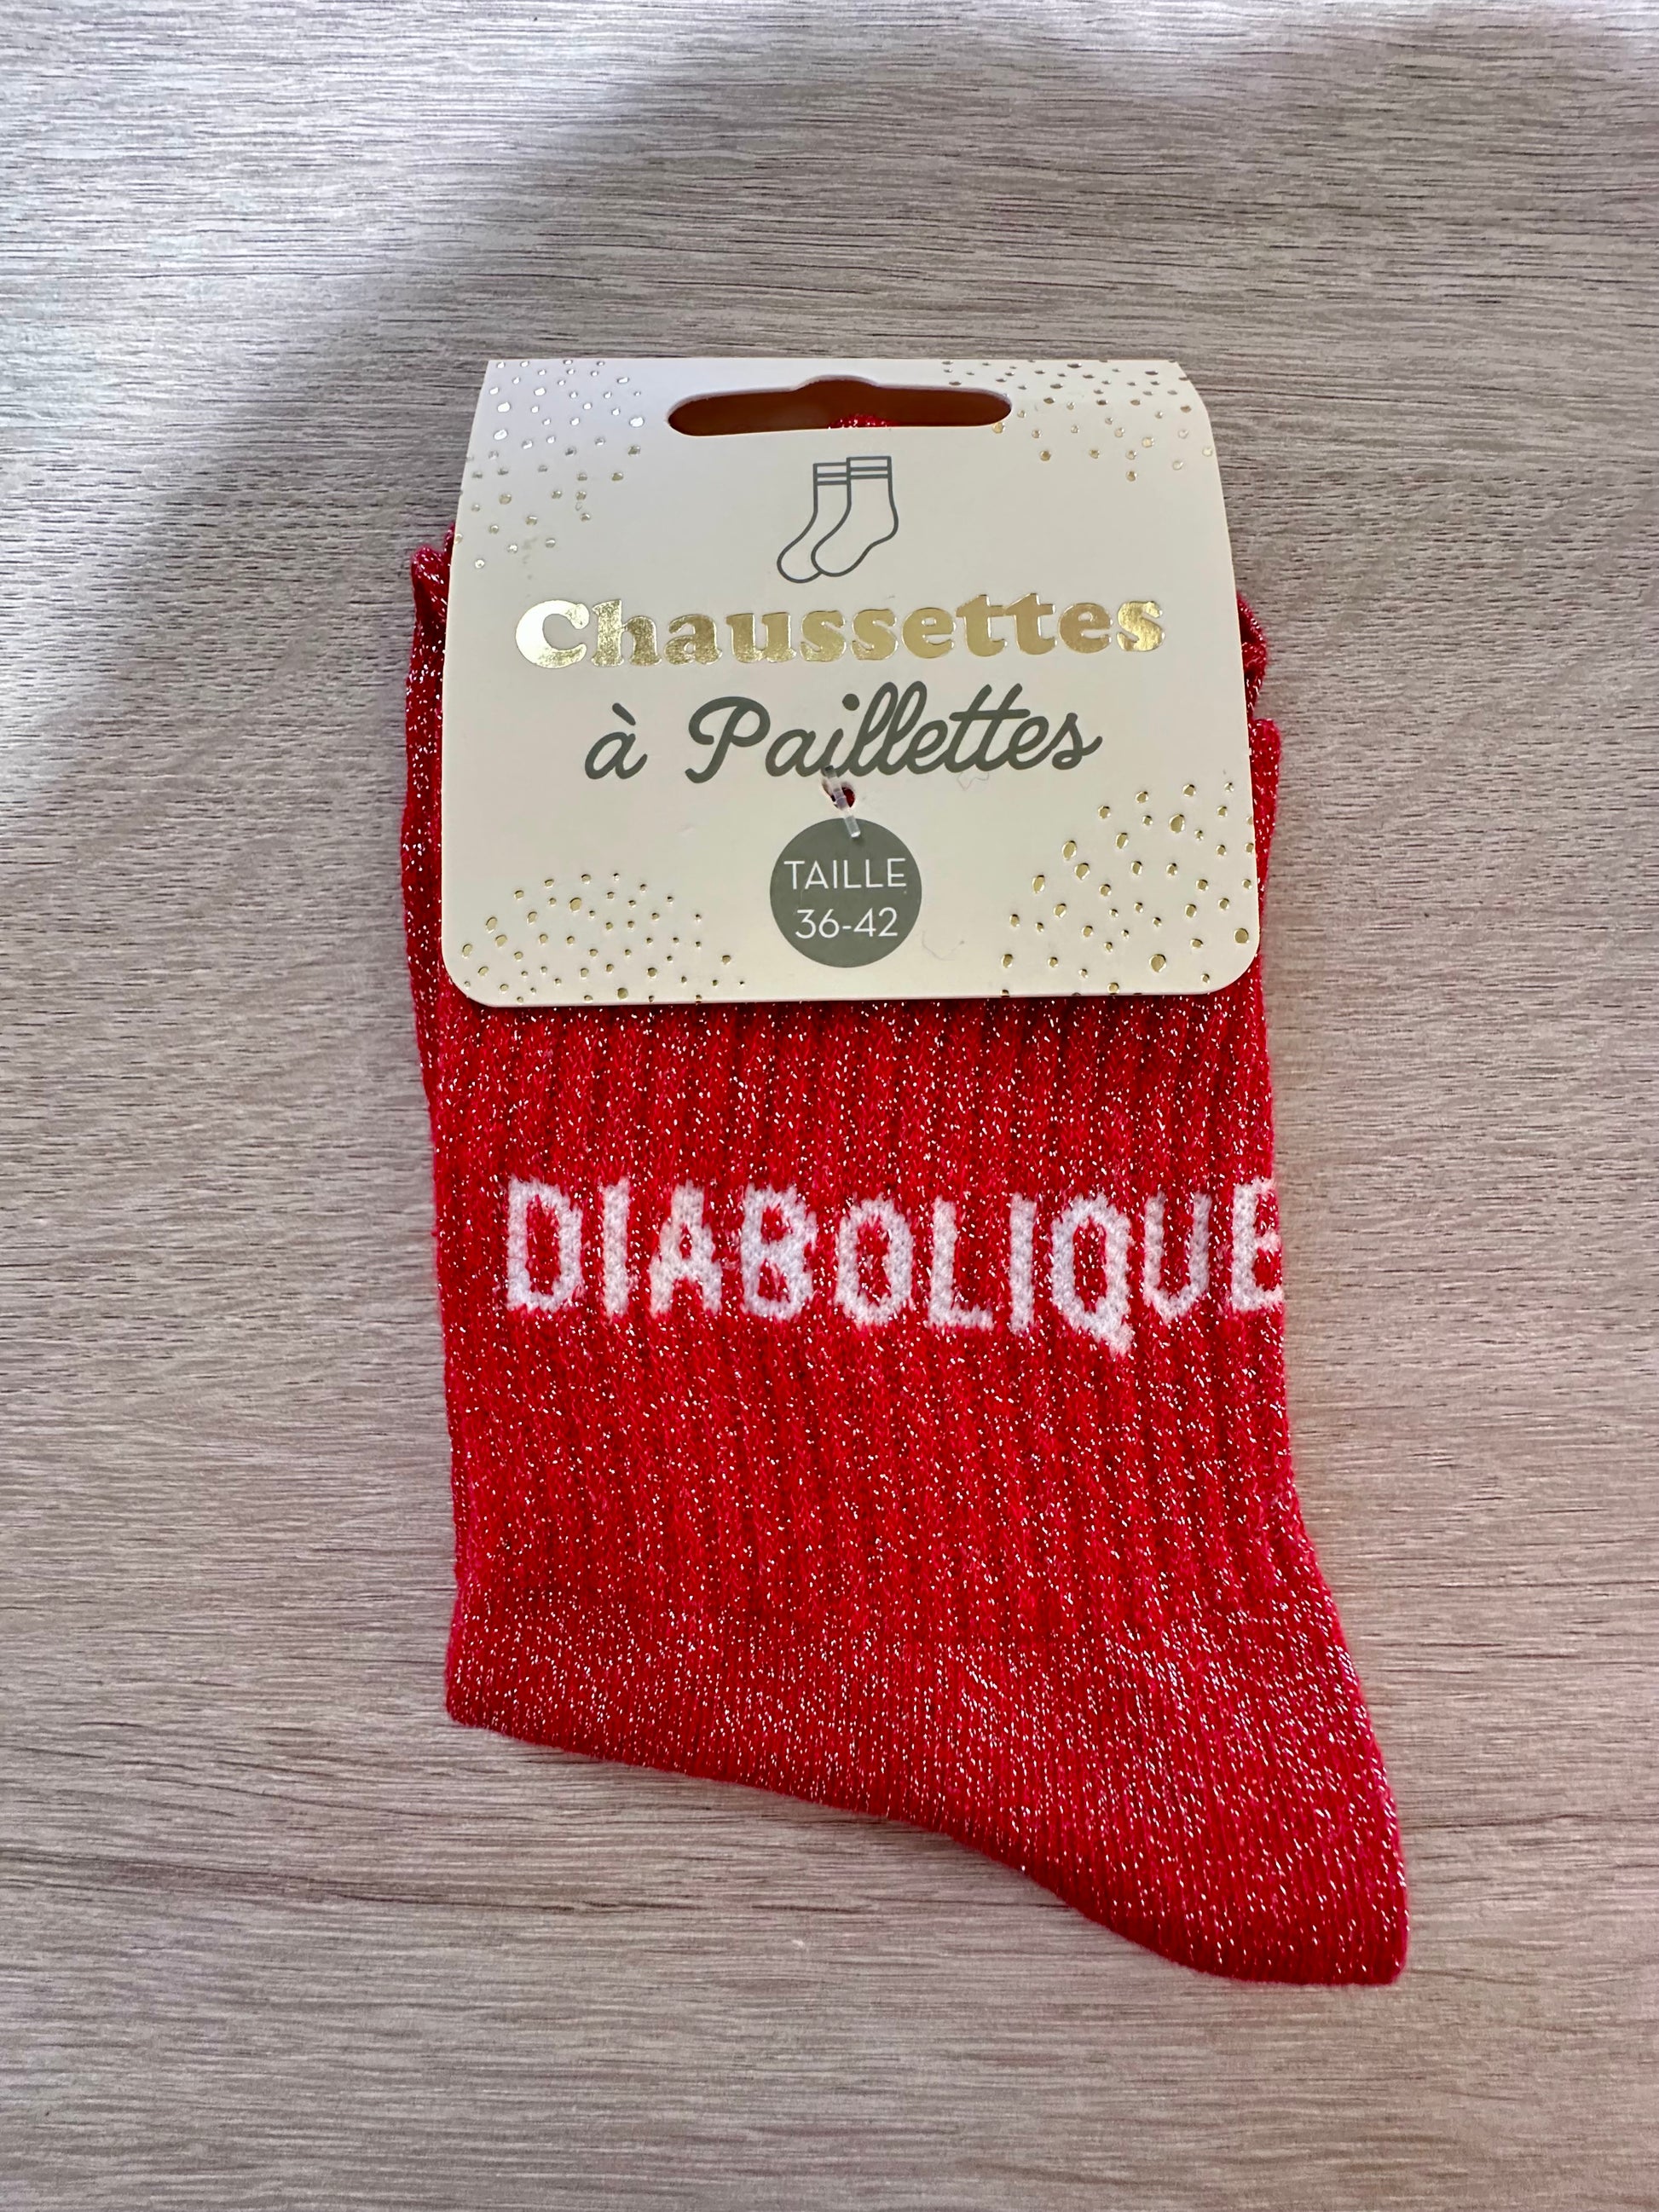 Chaussettes
à Paillettes
TAILLE
36-42
DIABOLIQUE